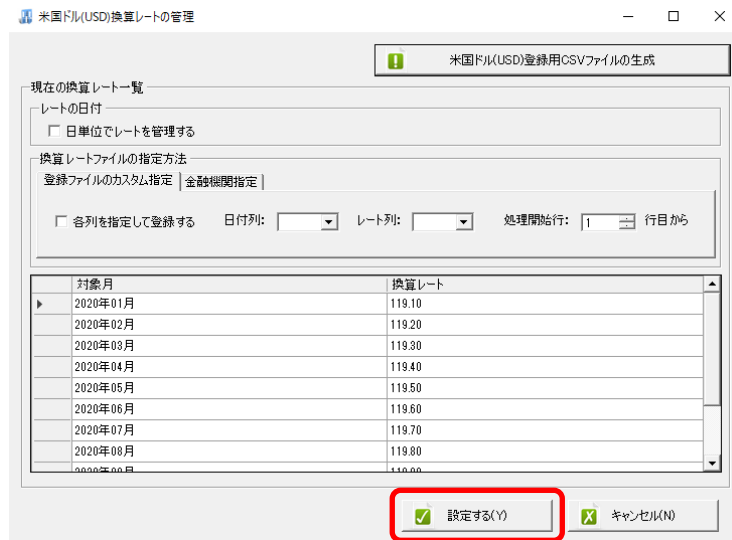 米国ドル(USD)換算レートの管理
米国ドル(USD)登録用CSVファイルの生成
現在の換算レート一覧
レートの日付
日単位でレートを管理する
換算レートファイルの指定方法
登録ファイルのカスタム指定 金融機関指定
各列を指定して登録する 日付列: レート列: 処理開始行: 1 行目から
対象月 換算レート
2020年01月 119.10
2020年02月 119.20
2020年03月 119.30
2020年04月 119.40
2020年05月 119.50
2020年06月 119.60
2020年07月 119.70
2020年08月 119.80
設定する(Y) キャンセル(N)